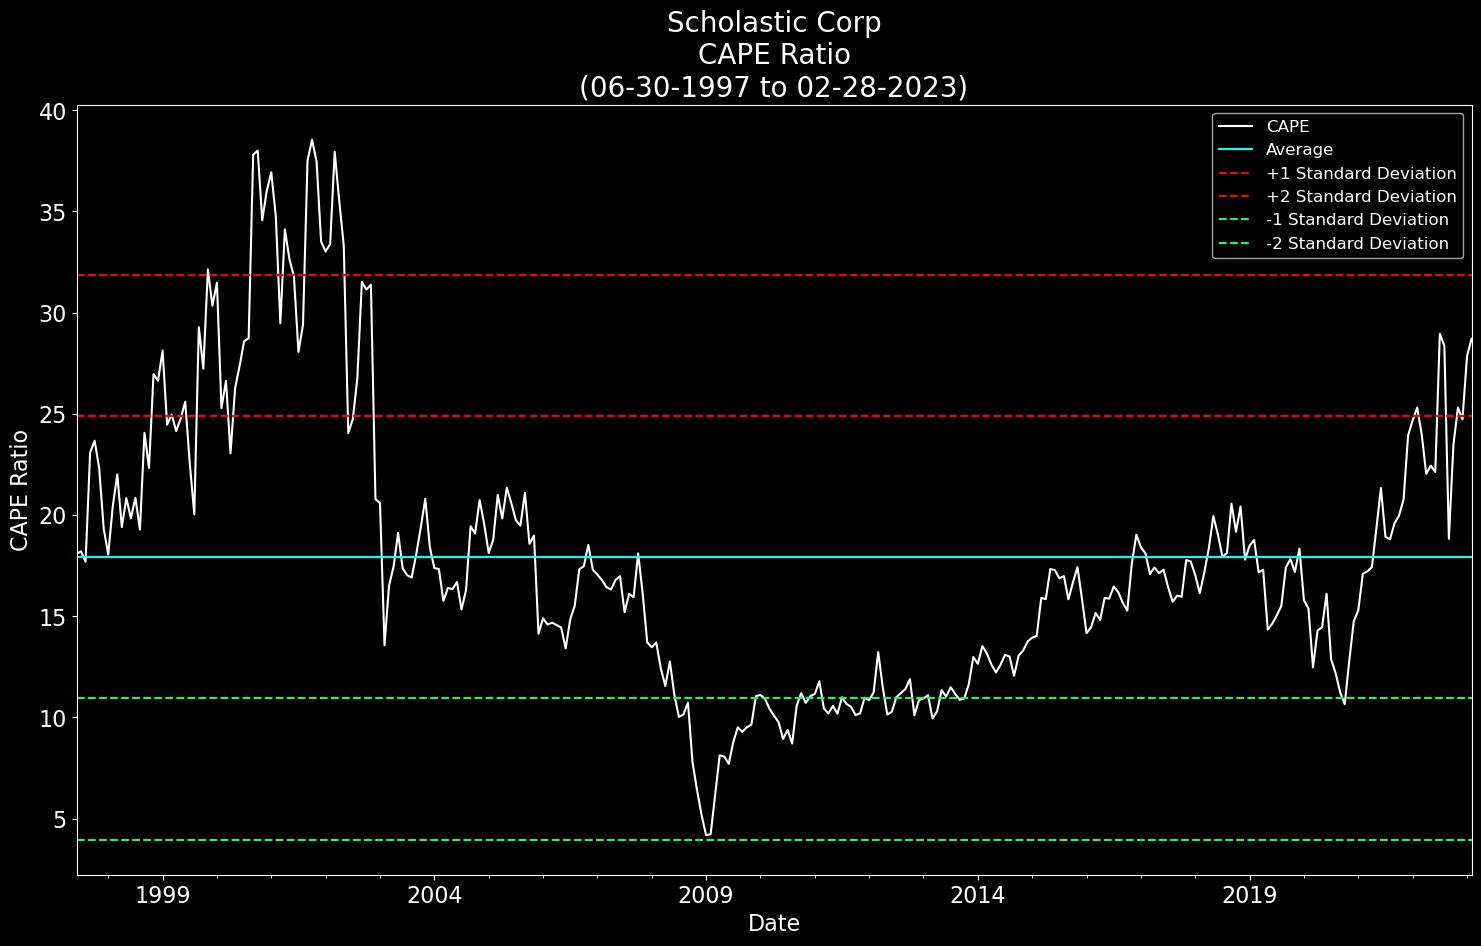 Scholastic Corp
CAPE Ratio
(06-30-1997 to 02-28-2023)
CAPE
Average
+1 Standard Deviation
+2 Standard Deviation
-1 Standard Deviation
-2 Standard Deviation
CAPE Ratio
40
35
30
25
20
15
10
5
1999
2004
2009
2014
2019
Date